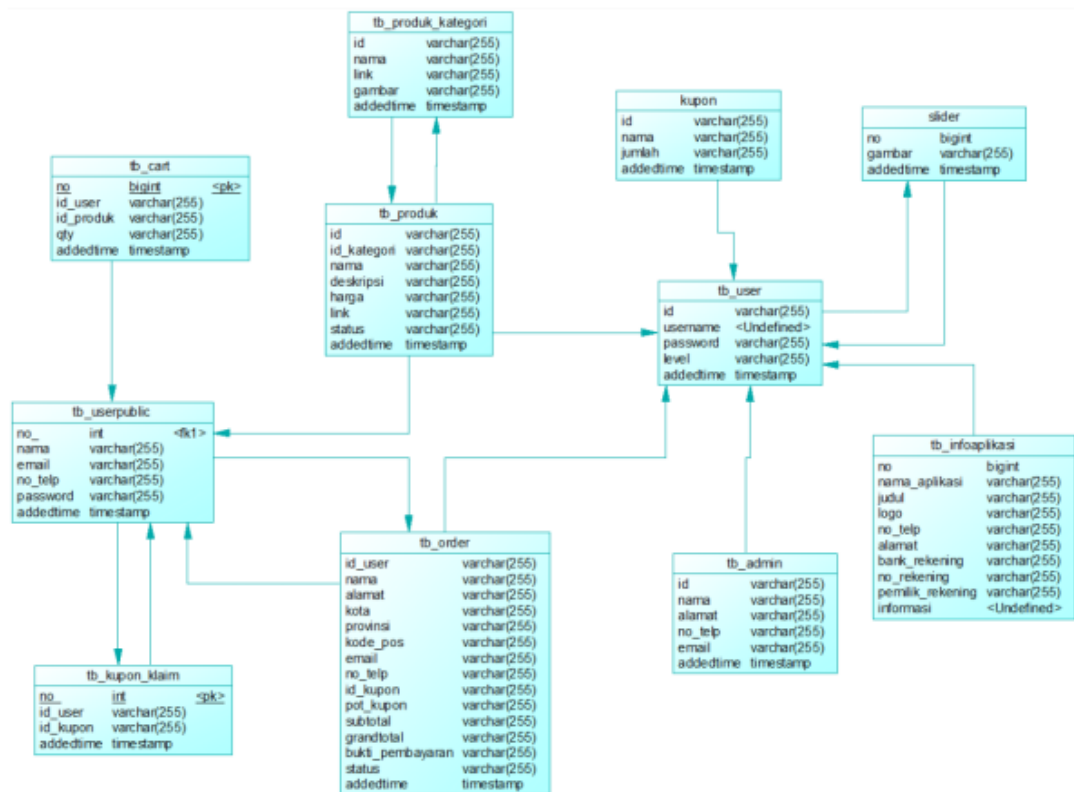 tb_produk_kategori
id varchar(255)
nama varchar(255)
link varchar(255)
gambar varchar(255)
addedtime timestamp
kupon
id varchar(255)
nama varchar(255)
jumlah varchar(255)
addedtime timestamp
slider
no bigint
gambar varchar(255)
addedtime timestamp
tb_cart
no bigint <pk>
id_user varchar(255)
id_produk varchar(255)
qty varchar(255)
addedtime timestamp
tb_produk
id varchar(255)
id_kategori varchar(255)
nama varchar(255)
deskripsi varchar(255)
harga varchar(255)
link varchar(255)
status varchar(255)
addedtime timestamp
tb_user
id varchar(255)
username <Undefined>
password varchar(255)
level varchar(255)
addedtime timestamp
tb_userpublic
no_ int <fk1>
nama varchar(255)
email varchar(255)
no_telp varchar(255)
password varchar(255)
addedtime timestamp
tb_infoaplikasi
no bigint
nama_aplikasi varchar(255)
judul varchar(255)
logo varchar(255)
no_telp varchar(255)
alamat varchar(255)
bank_rekening varchar(255)
no_rekening varchar(255)
pemilik_rekening varchar(255)
informasi <Undefined>
tb_order
id_user varchar(255)
nama varchar(255)
alamat varchar(255)
kota varchar(255)
provinsi varchar(255)
kode_pos varchar(255)
email varchar(255)
no_telp varchar(255)
id_kupon varchar(255)
pot_kupon varchar(255)
subtotal varchar(255)
grandtotal varchar(255)
bukti_pembayaran varchar(255)
status varchar(255)
addedtime timestamp
tb_admin
id varchar(255)
nama varchar(255)
alamat varchar(255)
no_telp varchar(255)
email varchar(255)
addedtime timestamp
tb_kupon_klaim
no_ int <pk>
id_user varchar(255)
id_kupon varchar(255)
addedtime timestamp